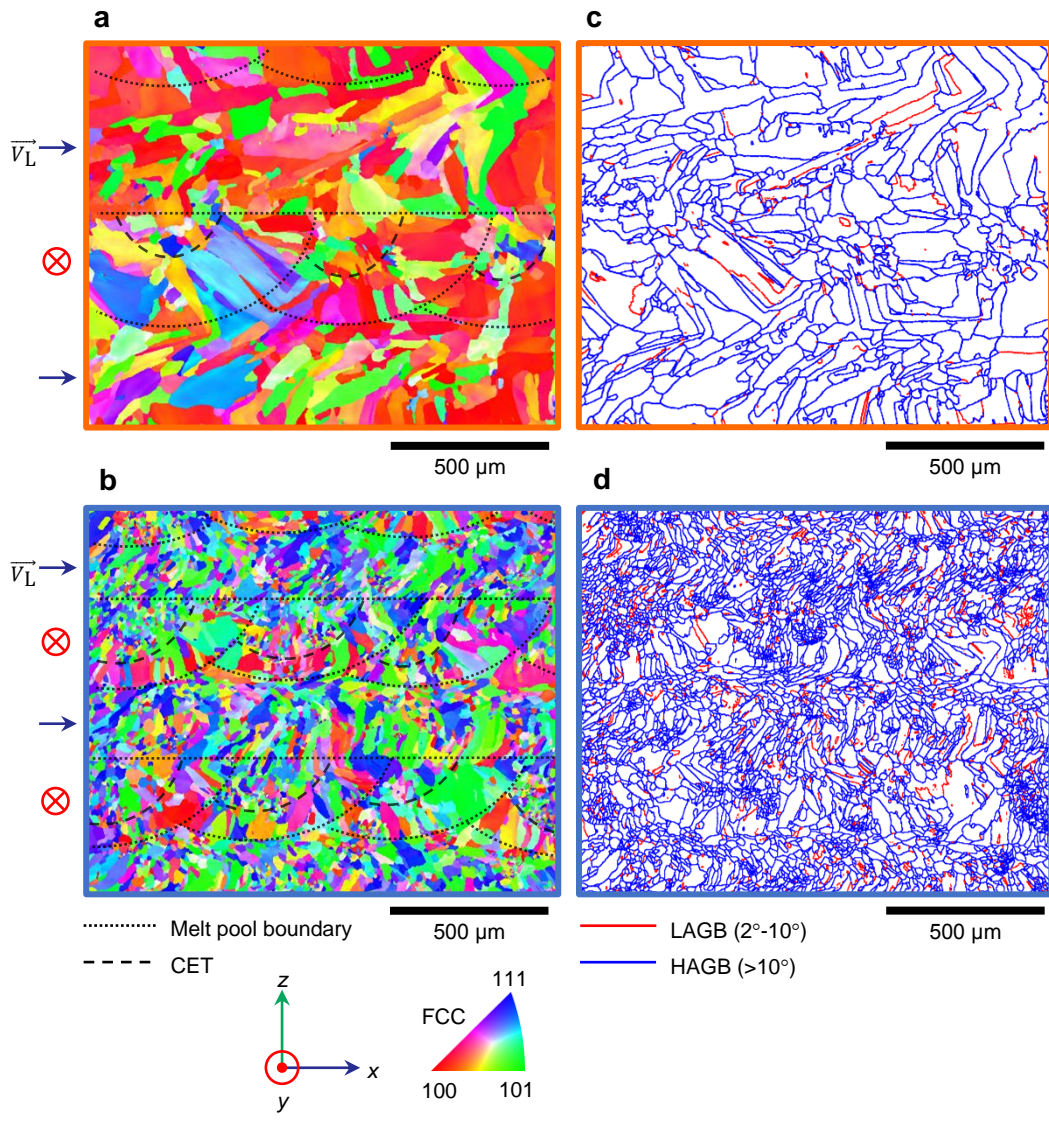 a
c
V⃗L
500 µm
500 µm
b
d
V⃗L
500 µm
500 µm
Melt pool boundary
CET
LAGB (2°-10°)
HAGB (>10°)
z
x
y
FCC
111
100
101